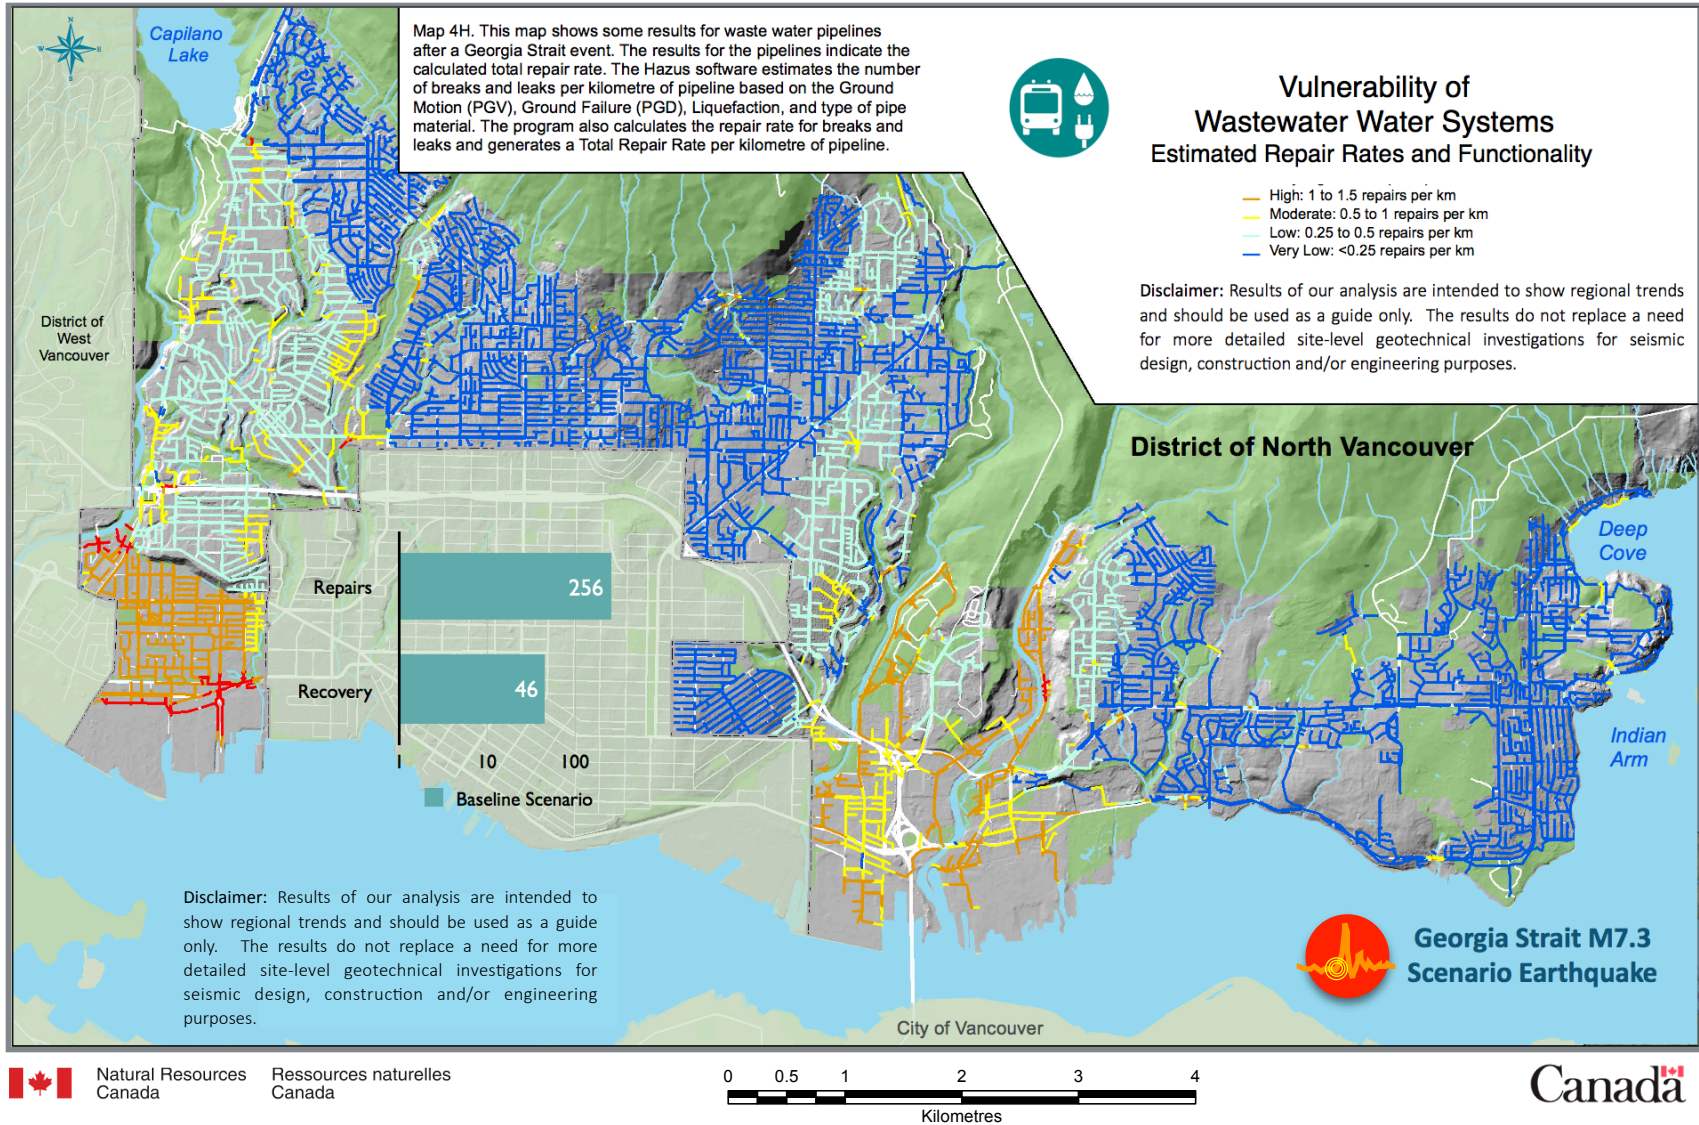 Map 4H. This map shows some results for waste water pipelines
after a Georgia Strait event. The results for the pipelines indicate the
calculated total repair rate. The Hazus software estimates the number
of breaks and leaks per kilometre of pipeline based on the Ground
Motion (PGV), Ground Failure (PGD), Liquefaction, and type of pipe
material. The program also calculates the repair rate for breaks and
leaks and generates a Total Repair Rate per kilometre of pipeline.
Vulnerability of
Wastewater Water Systems
Estimated Repair Rates and Functionality
High: 1 to 1.5 repairs per km
Moderate: 0.5 to 1 repairs per km
Low: 0.25 to 0.5 repairs per km
Very Low: <0.25 repairs per km
Disclaimer: Results of our analysis are intended to show regional trends
and should be used as a guide only. The results do not replace a need
for more detailed site-level geotechnical investigations for seismic
design, construction and/or engineering purposes.
N
W
E
S
Capilano
Lake
District of
West
Vancouver
District of North Vancouver
Deep
Cove
Indian
Arm
Repairs
256
Recovery
46
10 100
Baseline Scenario
Disclaimer: Results of our analysis are intended to
show regional trends and should be used as a guide
only. The results do not replace a need for more
detailed site-level geotechnical investigations for
seismic design, construction and/or engineering
purposes.
Georgia Strait M7.3
Scenario Earthquake
City of Vancouver
Natural Resources
Canada
Ressources naturelles
Canada
0 0.5 1 2 3 4
Kilometres
Canada